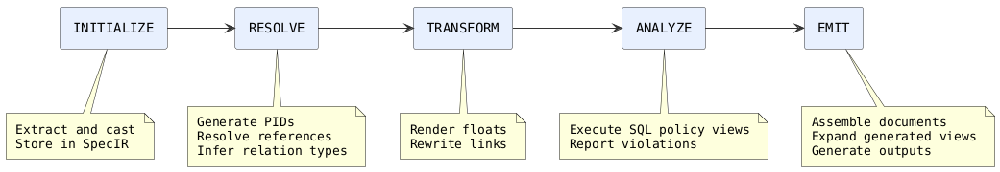 INITIALIZE
RESOLVE
TRANSFORM
ANALYZE
EMIT
Extract and cast
Store in SpecIR
Generate PIDs
Resolve references
Infer relation types
Render floats
Rewrite links
Execute SQL policy views
Report violations
Assemble documents
Expand generated views
Generate outputs